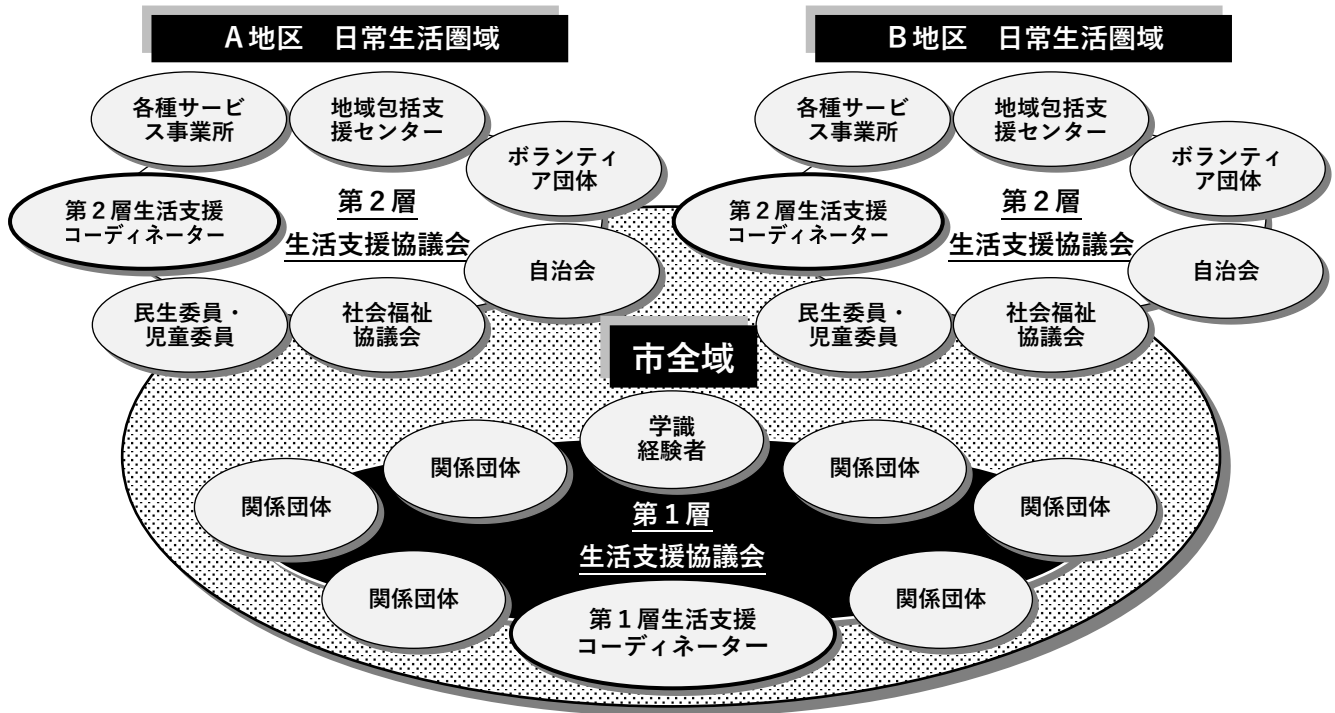 A地区 日常生活圏域
各種サービ
ス事業所
地域包括支
援センター
ボランティ
ア団体
第2層生活支援
コーディネーター
第2層
生活支援協議会
自治会
民生委員・
児童委員
社会福祉
協議会
B地区 日常生活圏域
各種サービ
ス事業所
地域包括支
援センター
ボランティ
ア団体
第2層生活支援
コーディネーター
第2層
生活支援協議会
自治会
民生委員・
児童委員
社会福祉
協議会
市全域
学識
経験者
関係団体
関係団体
関係団体
関係団体
第1層
生活支援協議会
関係団体
関係団体
第1層生活支援
コーディネーター